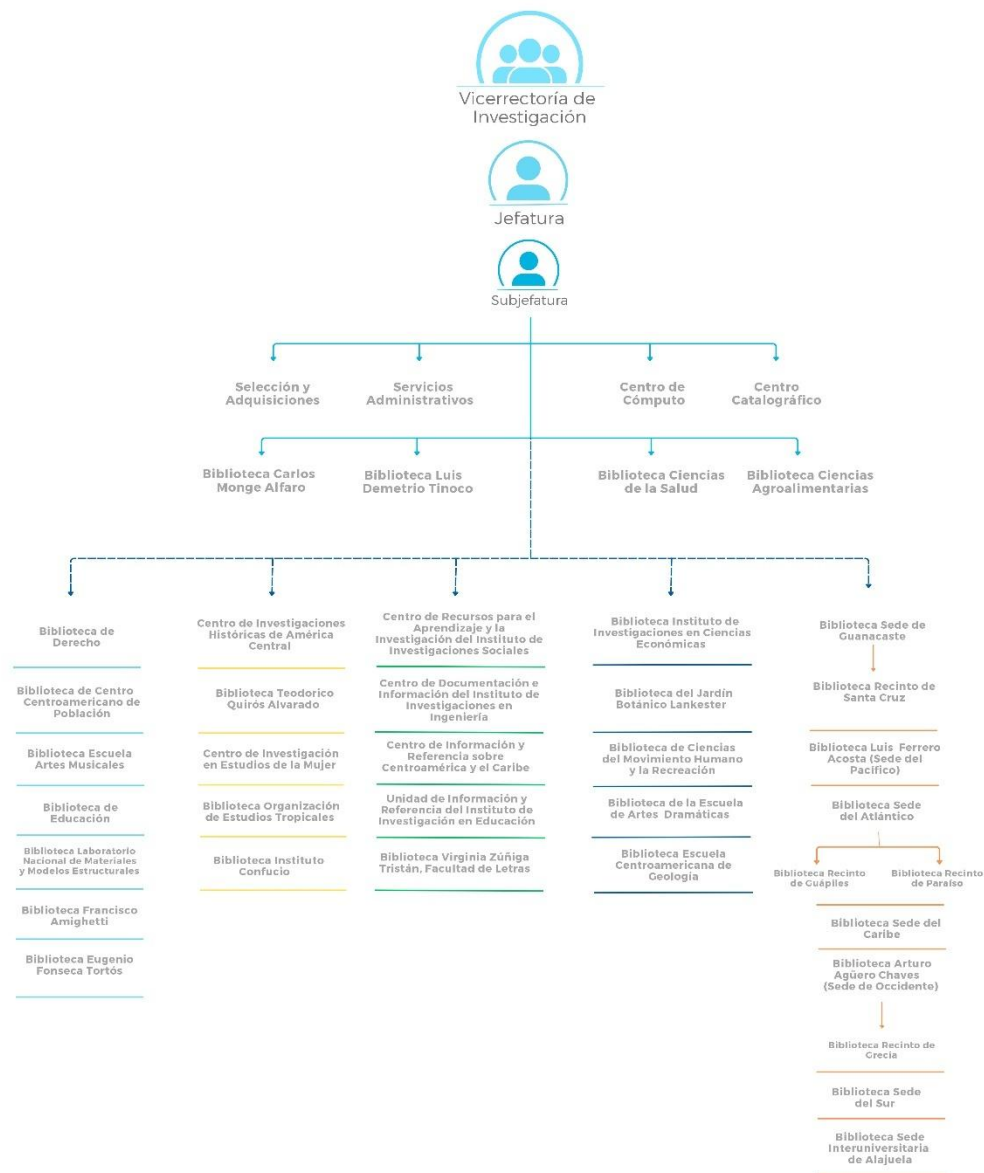 Vicerrectoría de
Investigación
Jefatura
Subjefatura
Selección y
Adquisiciones
Servicios
Administrativos
Centro de
Cómputo
Centro
Catalográfico
Biblioteca Carlos
Monge Alfaro
Biblioteca Luis
Demetrio Tinoco
Biblioteca Ciencias
de la Salud
Biblioteca Ciencias
Agroalimentarias
Biblioteca de
Derecho
Biblioteca de Centro
Centroamericano de
Población
Biblioteca Escuela
Artes Musicales
Biblioteca de
Educación
Biblioteca Laboratorio
Nacional de Materiales
y Modelos Estructurales
Biblioteca Francisco
Amighetti
Biblioteca Eugenio
Fonseca Tortós
Centro de Investigaciones
Históricas de América
Central
Biblioteca Teodorico
Quirós Alvarado
Centro de Investigación
en Estudios de la Mujer
Biblioteca Organización
de Estudios Tropicales
Biblioteca Instituto
Confucio
Centro de Recursos para el
Aprendizaje y la
Investigación del Instituto de
Investigaciones Sociales
Centro de Documentación e
Información del Instituto de
Investigaciones en
Ingeniería
Centro de Información y
Referencia sobre
Centroamérica y el Caribe
Unidad de Información y
Referencia del Instituto de
Investigación en Educación
Biblioteca Virginia Zúñiga
Tristán, Facultad de Letras
Biblioteca Instituto de
Investigaciones en Ciencias
Económicas
Biblioteca del Jardín
Botánico Lankester
Biblioteca de Ciencias
del Movimiento Humano
y la Recreación
Biblioteca de la Escuela
de Artes Dramáticas
Biblioteca Escuela
Centroamericana de
Geología
Biblioteca Sede de
Guanacaste
Biblioteca Recinto de
Santa Cruz
Biblioteca Luis Ferrero
Acosta (Sede del
Pacífico)
Biblioteca Sede
del Atlántico
Biblioteca Recinto
de Guápiles
Biblioteca Recinto
de Paraíso
Biblioteca Sede del
Caribe
Biblioteca Arturo
Agüero Chaves
(Sede de Occidente)
Biblioteca Recinto de
Grecia
Biblioteca Sede
del Sur
Biblioteca Sede
Interuniversitaria
de Alajuela